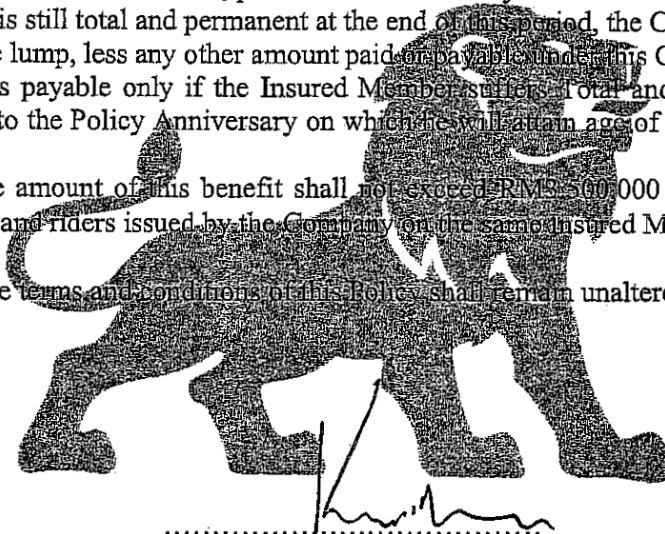 is still total and permanent at the end of this period, the C
e lump, less any other amount paid or payable under this C
s payable only if the Insured Member suffers Total and
to the Policy Anniversary on which he will attain age of
e amount of this benefit shall not exceed RM3,500,000
and riders issued by the Company on the same Insured M
e terms and conditions of this Policy shall remain unaltere